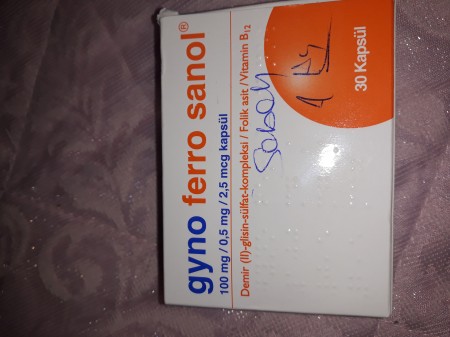 gyno ferro sanol®
100 mg / 0,5 mg / 2,5 mcg kapsül
Demir (II)-glisin-sülfat-kompleksi / Folik asit / Vitamin B12
Sabah
1
30 Kapsül